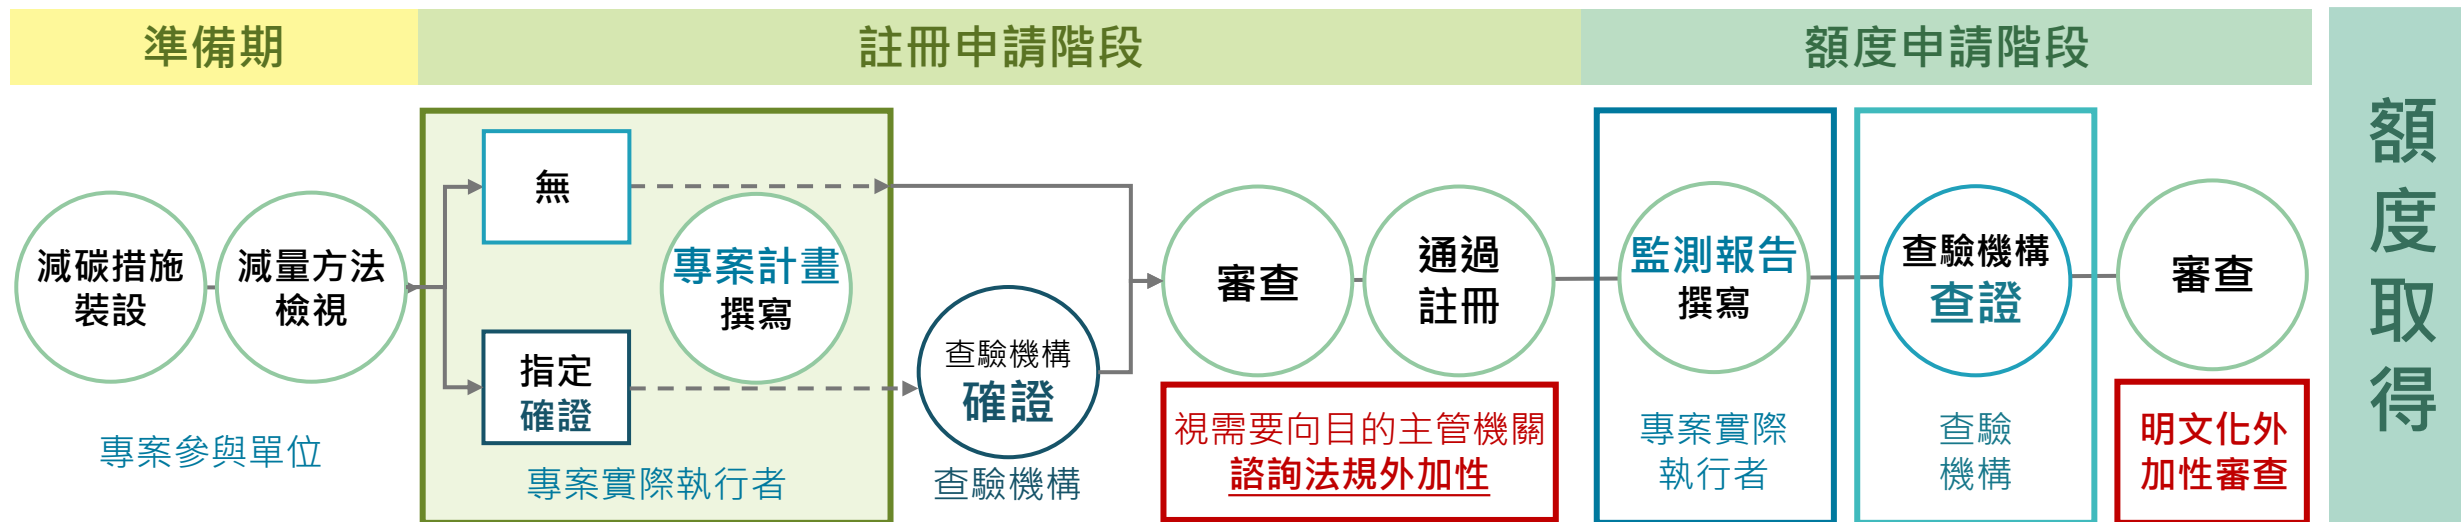 準備期
註冊申請階段
額度申請階段
減碳措施
裝設
減量方法
檢視
專案參與單位
無
指定
確證
專案計畫
撰寫
專案實際執行者
查驗機構
確證
查驗機構
審查
通過
註冊
視需要向目的主管機關
諮詢法規外加性
監測報告
撰寫
專案實際
執行者
查驗機構
查證
查驗
機構
審查
明文化外
加性審查
額
度
取
得